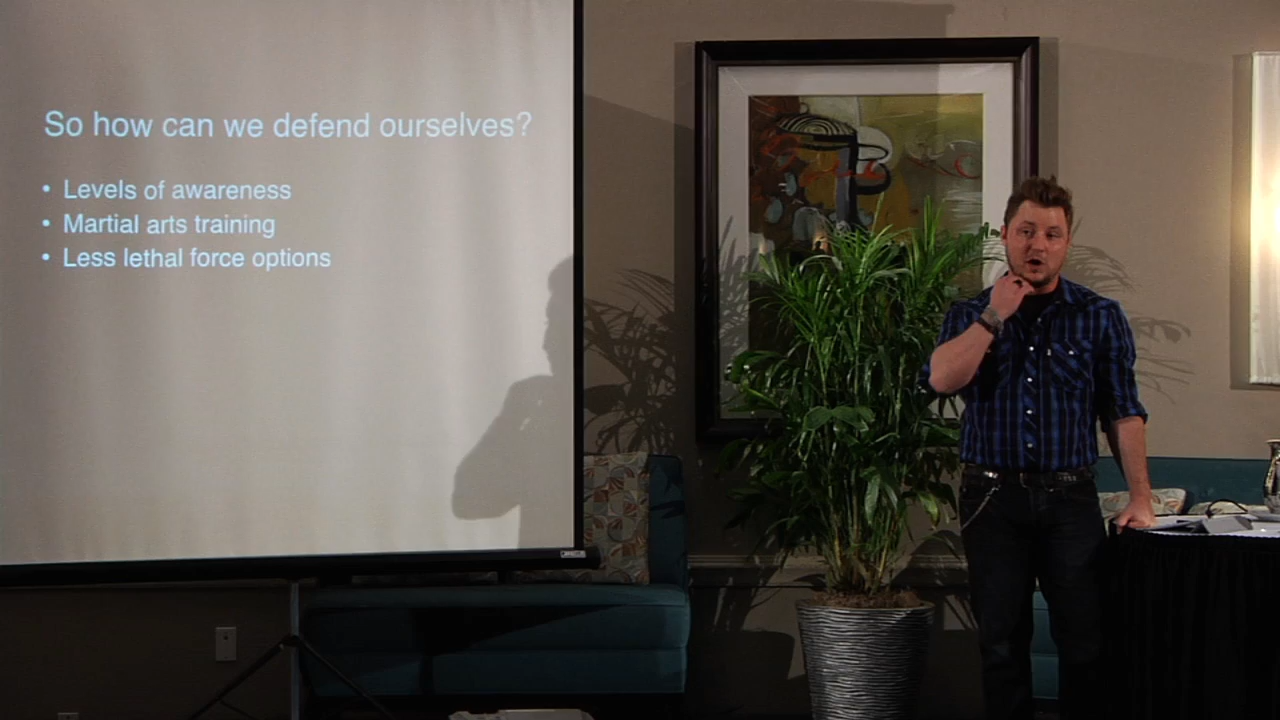 So how can we defend ourselves?
• Levels of awareness
• Martial arts training
• Less lethal force options